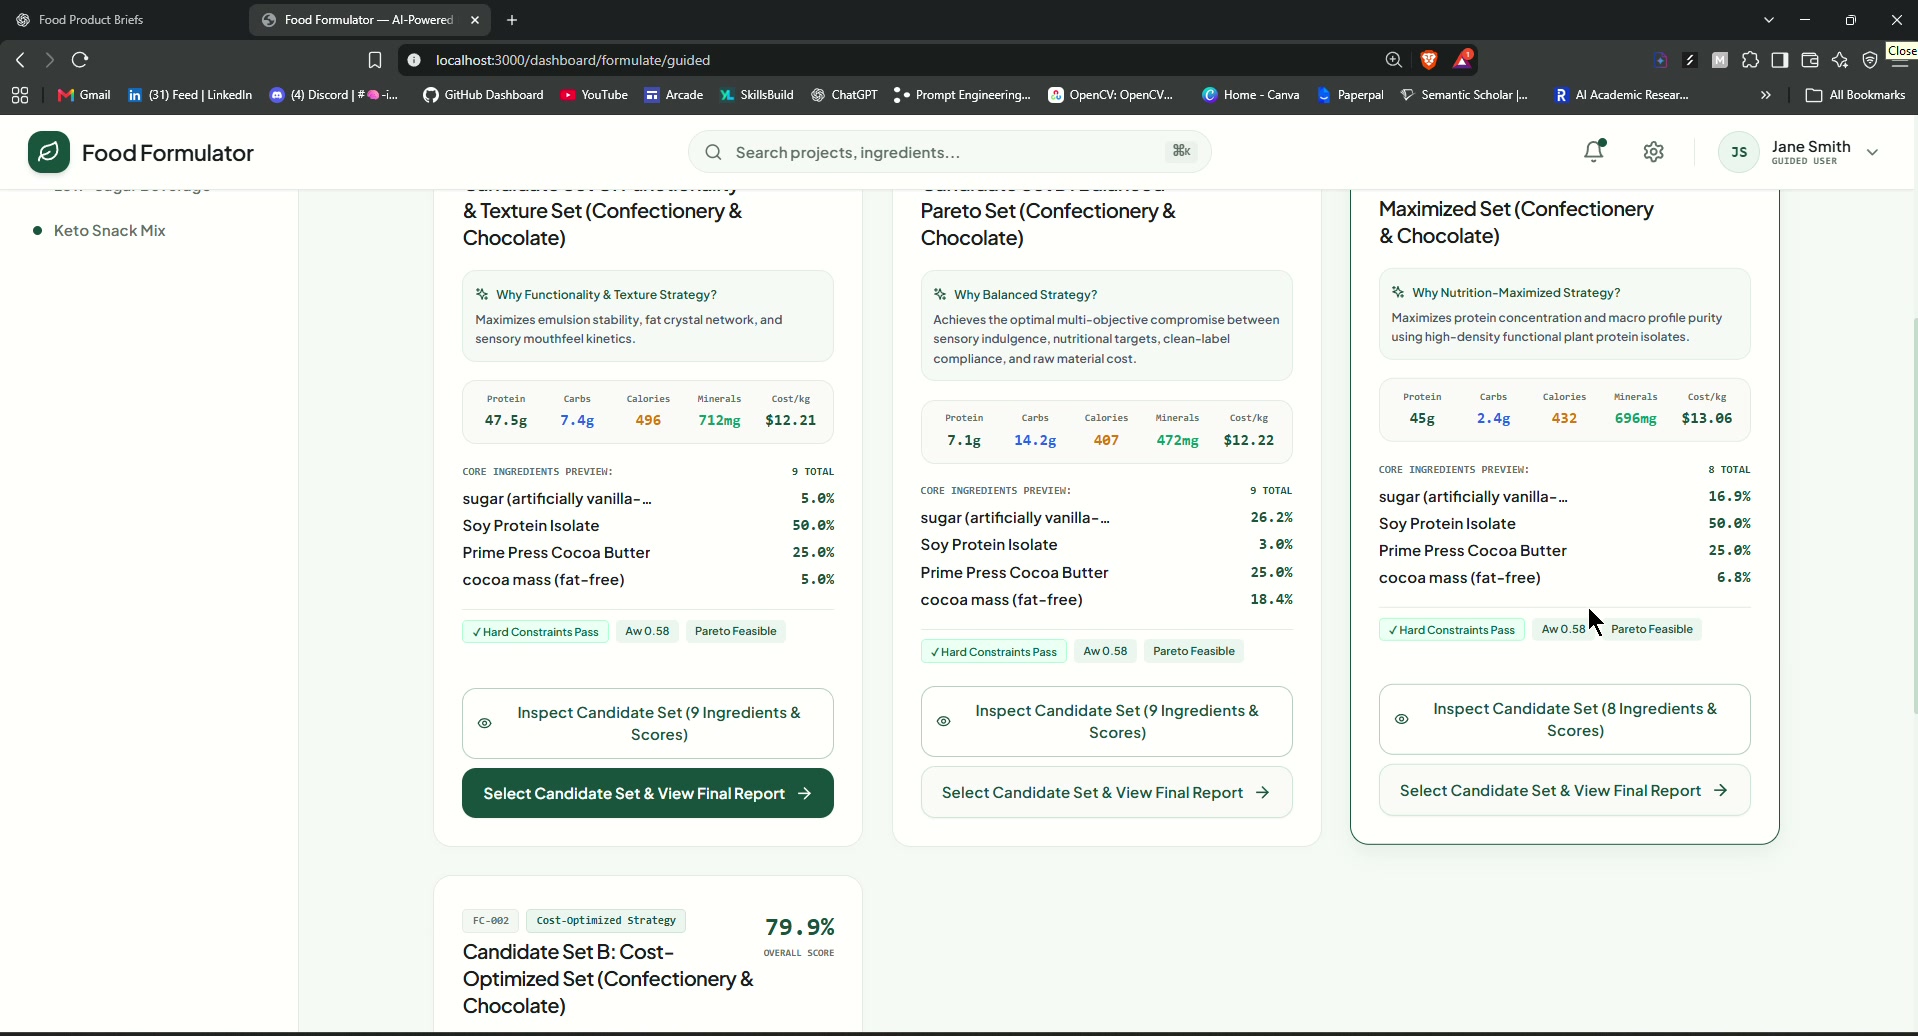 Food Product Briefs
Food Formulator — AI-Powered
localhost:3000/dashboard/formulate/guided
1
Close
Gmail
(31) Feed | LinkedIn
(4) Discord | #🧠-i...
GitHub Dashboard
YouTube
Arcade
SkillsBuild
ChatGPT
Prompt Engineering...
OpenCV: OpenCV...
Home - Canva
Paperpal
Semantic Scholar |...
AI Academic Resear...
All Bookmarks
Food Formulator
Search projects, ingredients...
⌘K
JS
Jane Smith
GUIDED USER
Keto Snack Mix
& Texture Set (Confectionery &
Chocolate)
Why Functionality & Texture Strategy?
Maximizes emulsion stability, fat crystal network, and
sensory mouthfeel kinetics.
Protein Carbs Calories Minerals Cost/kg
47.5g 7.4g 496 712mg $12.21
CORE INGREDIENTS PREVIEW: 9 TOTAL
sugar (artificially vanilla-... 5.0%
Soy Protein Isolate 50.0%
Prime Press Cocoa Butter 25.0%
cocoa mass (fat-free) 5.0%
✓ Hard Constraints Pass Aw 0.58 Pareto Feasible
Inspect Candidate Set (9 Ingredients &
Scores)
Select Candidate Set & View Final Report →
Pareto Set (Confectionery &
Chocolate)
Why Balanced Strategy?
Achieves the optimal multi-objective compromise between
sensory indulgence, nutritional targets, clean-label
compliance, and raw material cost.
Protein Carbs Calories Minerals Cost/kg
7.1g 14.2g 407 472mg $12.22
CORE INGREDIENTS PREVIEW: 9 TOTAL
sugar (artificially vanilla-... 26.2%
Soy Protein Isolate 3.0%
Prime Press Cocoa Butter 25.0%
cocoa mass (fat-free) 18.4%
✓ Hard Constraints Pass Aw 0.58 Pareto Feasible
Inspect Candidate Set (9 Ingredients &
Scores)
Select Candidate Set & View Final Report →
Maximized Set (Confectionery
& Chocolate)
Why Nutrition-Maximized Strategy?
Maximizes protein concentration and macro profile purity
using high-density functional plant protein isolates.
Protein Carbs Calories Minerals Cost/kg
45g 2.4g 432 696mg $13.06
CORE INGREDIENTS PREVIEW: 8 TOTAL
sugar (artificially vanilla-... 16.9%
Soy Protein Isolate 50.0%
Prime Press Cocoa Butter 25.0%
cocoa mass (fat-free) 6.8%
✓ Hard Constraints Pass Aw 0.58 Pareto Feasible
Inspect Candidate Set (8 Ingredients &
Scores)
Select Candidate Set & View Final Report →
FC-002 Cost-Optimized Strategy
79.9%
OVERALL SCORE
Candidate Set B: Cost-
Optimized Set (Confectionery &
Chocolate)